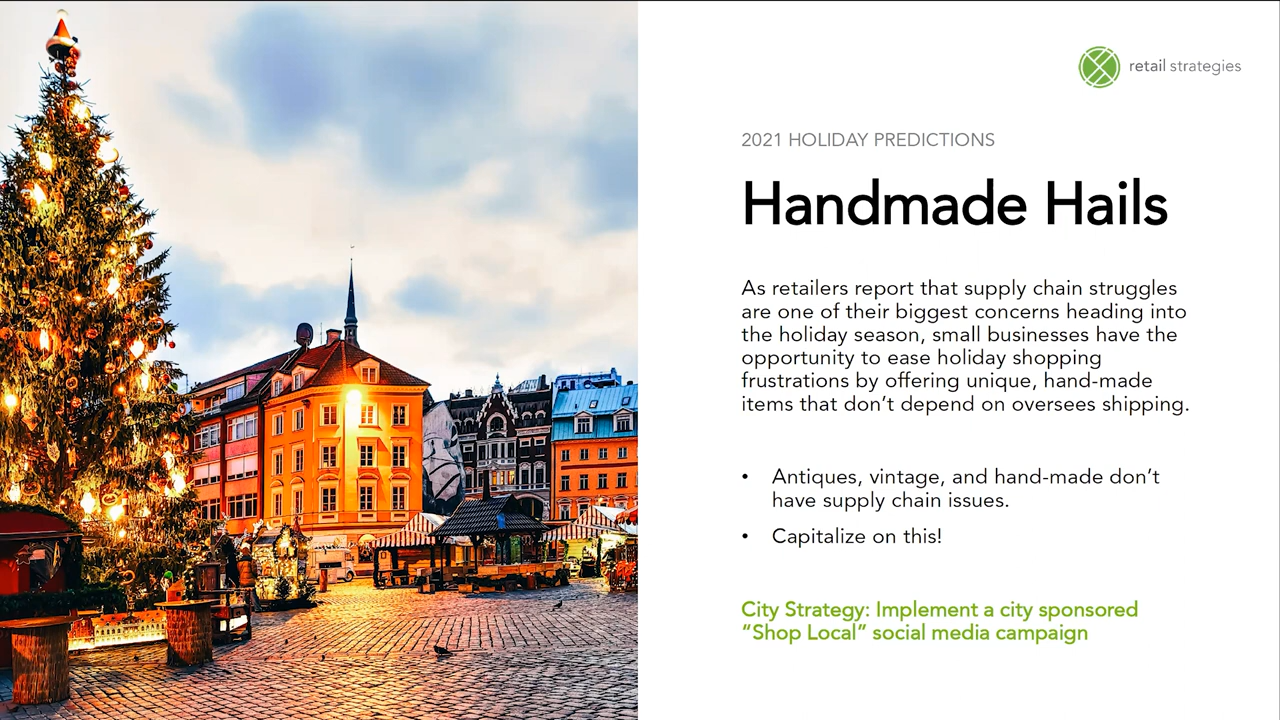 retail strategies
2021 HOLIDAY PREDICTIONS
Handmade Hails
As retailers report that supply chain struggles
are one of their biggest concerns heading into
the holiday season, small businesses have the
opportunity to ease holiday shopping
frustrations by offering unique, hand-made
items that don’t depend on oversees shipping.
• Antiques, vintage, and hand-made don’t
have supply chain issues.
• Capitalize on this!
City Strategy: Implement a city sponsored
“Shop Local” social media campaign